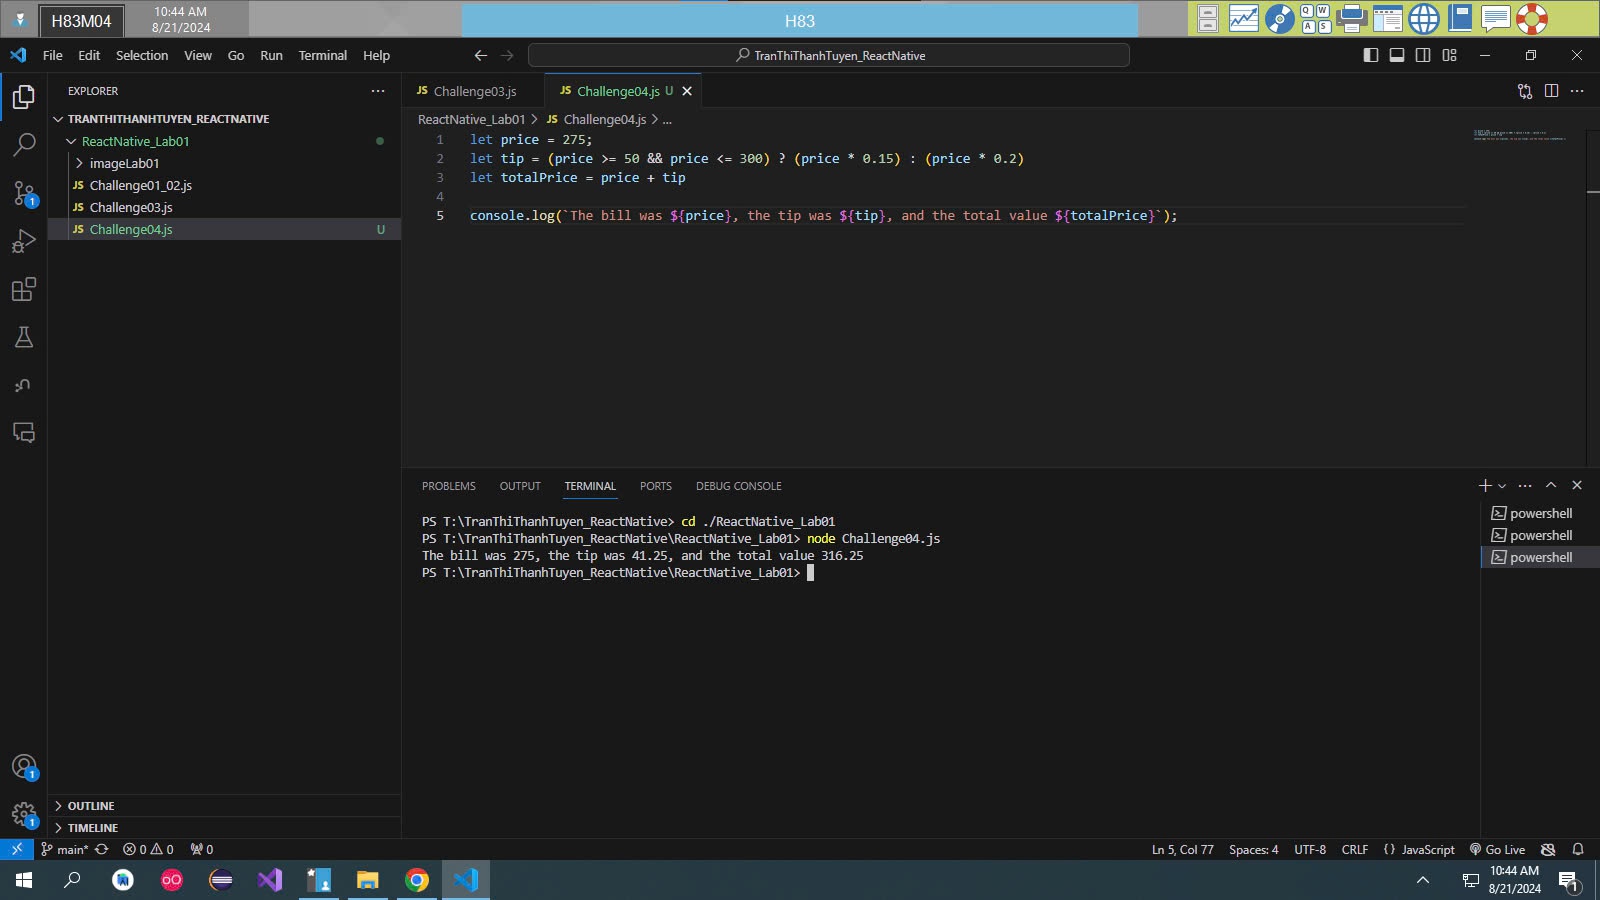 H83M04
10:44 AM
8/21/2024
H83
Q W
A S
File Edit Selection View Go Run Terminal Help
TranThiThanhTuyen_ReactNative
EXPLORER
TRANTHITHANHTUYEN_REACTNATIVE
ReactNative_Lab01
imageLab01
JS Challenge01_02.js
JS Challenge03.js
JS Challenge04.js U
OUTLINE
TIMELINE
JS Challenge03.js JS Challenge04.js U
ReactNative_Lab01 > JS Challenge04.js > ...
1 let price = 275;
2 let tip = (price >= 50 && price <= 300) ? (price * 0.15) : (price * 0.2)
3 let totalPrice = price + tip
4
5 console.log(`The bill was ${price}, the tip was ${tip}, and the total value ${totalPrice}`);
PROBLEMS OUTPUT TERMINAL PORTS DEBUG CONSOLE
PS T:\TranThiThanhTuyen_ReactNative> cd ./ReactNative_Lab01
PS T:\TranThiThanhTuyen_ReactNative\ReactNative_Lab01> node Challenge04.js
The bill was 275, the tip was 41.25, and the total value 316.25
PS T:\TranThiThanhTuyen_ReactNative\ReactNative_Lab01>
powershell
powershell
powershell
1
1
1
main* 0 0 0 Ln 5, Col 77 Spaces: 4 UTF-8 CRLF {} JavaScript Go Live
10:44 AM
8/21/2024
1